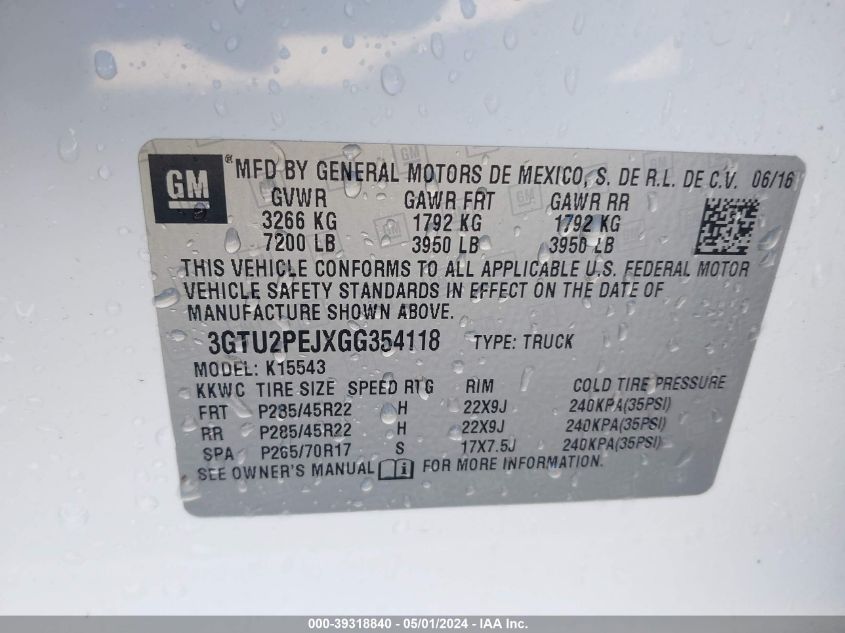 GM ® MFD BY GENERAL MOTORS DE MEXICO, S. DE R.L. DE C.V. 06/16
GVWR GAWR FRT GAWR RR
3266 KG 1792 KG 1792 KG
7200 LB 3950 LB 3950 LB
THIS VEHICLE CONFORMS TO ALL APPLICABLE U.S. FEDERAL MOTOR
VEHICLE SAFETY STANDARDS IN EFFECT ON THE DATE OF
MANUFACTURE SHOWN ABOVE.
3GTU2PEJXGG354118 TYPE: TRUCK
MODEL: K15543
KKWC TIRE SIZE SPEED RTG RIM COLD TIRE PRESSURE
FRT P285/45R22 H 22X9J 240KPA(35PSI)
RR P285/45R22 H 22X9J 240KPA(35PSI)
SPA P265/70R17 S 17X7.5J 240KPA(35PSI)
SEE OWNER'S MANUAL FOR MORE INFORMATION.
000-39318840 - 05/01/2024 - IAA Inc.